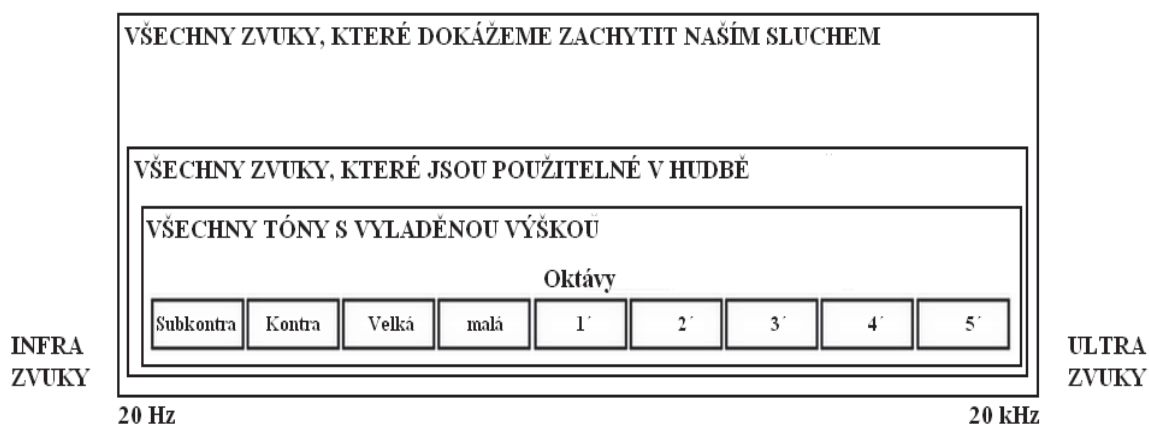 VŠECHNY ZVUKY, KTERÉ DOKÁŽEME ZACHYTIT NAŠÍM SLUCHEM
VŠECHNY ZVUKY, KTERÉ JSOU POUŽITELNÉ V HUDBĚ
VŠECHNY TÓNY S VYLADĚNOU VÝŠKOU
Oktávy
Subkontra Kontra Velká malá 1´ 2´ 3´ 4´ 5´
INFRA
ZVUKY
ULTRA
ZVUKY
20 Hz
20 kHz